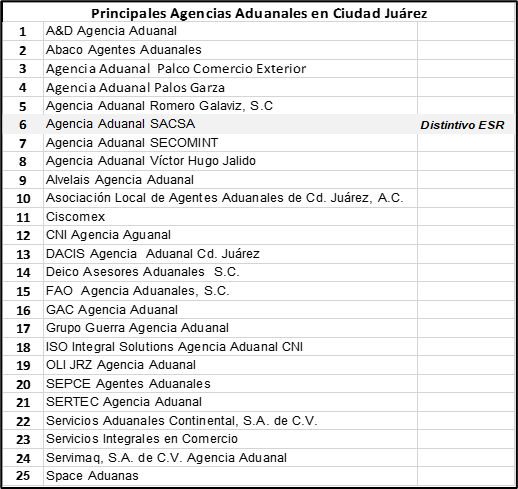 Principales Agencias Aduanales en Ciudad Juárez
1 A&D Agencia Aduanal
2 Abaco Agentes Aduanales
3 Agencia Aduanal Palco Comercio Exterior
4 Agencia Aduanal Palos Garza
5 Agencia Aduanal Romero Galaviz, S.C
6 Agencia Aduanal SACSA Distintivo ESR
7 Agencia Aduanal SECOMINT
8 Agencia Aduanal Víctor Hugo Jalido
9 Alvelais Agencia Aduanal
10 Asociación Local de Agentes Aduanales de Cd. Juárez, A.C.
11 Ciscomex
12 CNI Agencia Aguanal
13 DACIS Agencia Aduanal Cd. Juárez
14 Deico Asesores Aduanales S.C.
15 FAO Agencia Aduanales, S.C.
16 GAC Agencia Aduanal
17 Grupo Guerra Agencia Aduanal
18 ISO Integral Solutions Agencia Aduanal CNI
19 OLI JRZ Agencia Aduanal
20 SEPCE Agentes Aduanales
21 SERTEC Agencia Aduanal
22 Servicios Aduanales Continental, S.A. de C.V.
23 Servicios Integrales en Comercio
24 Servimaq, S.A. de C.V. Agencia Aduanal
25 Space Aduanas